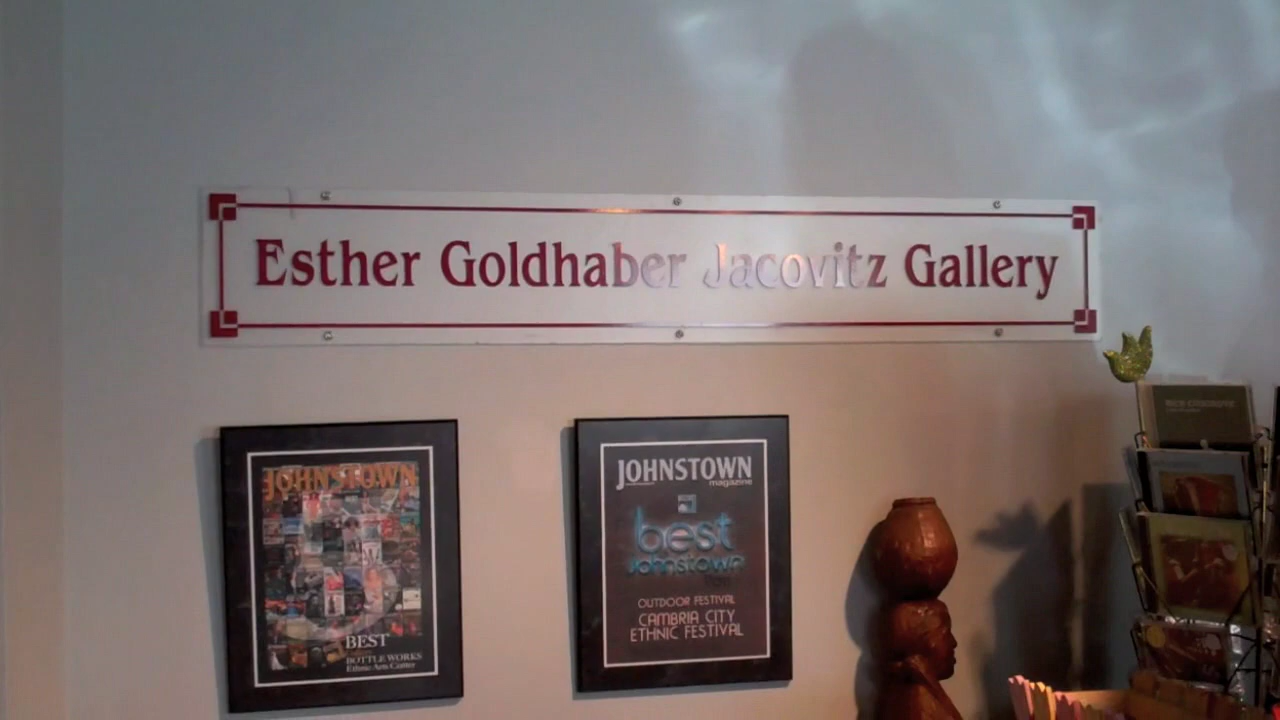 Esther Goldhaber Jacovitz Gallery
JOHNSTOWN
BEST
BOTTLE WORKS
Ethnic Arts Center
JOHNSTOWN
magazine
best
johnstown
OUTDOOR FESTIVAL
CAMBRIA CITY
ETHNIC FESTIVAL